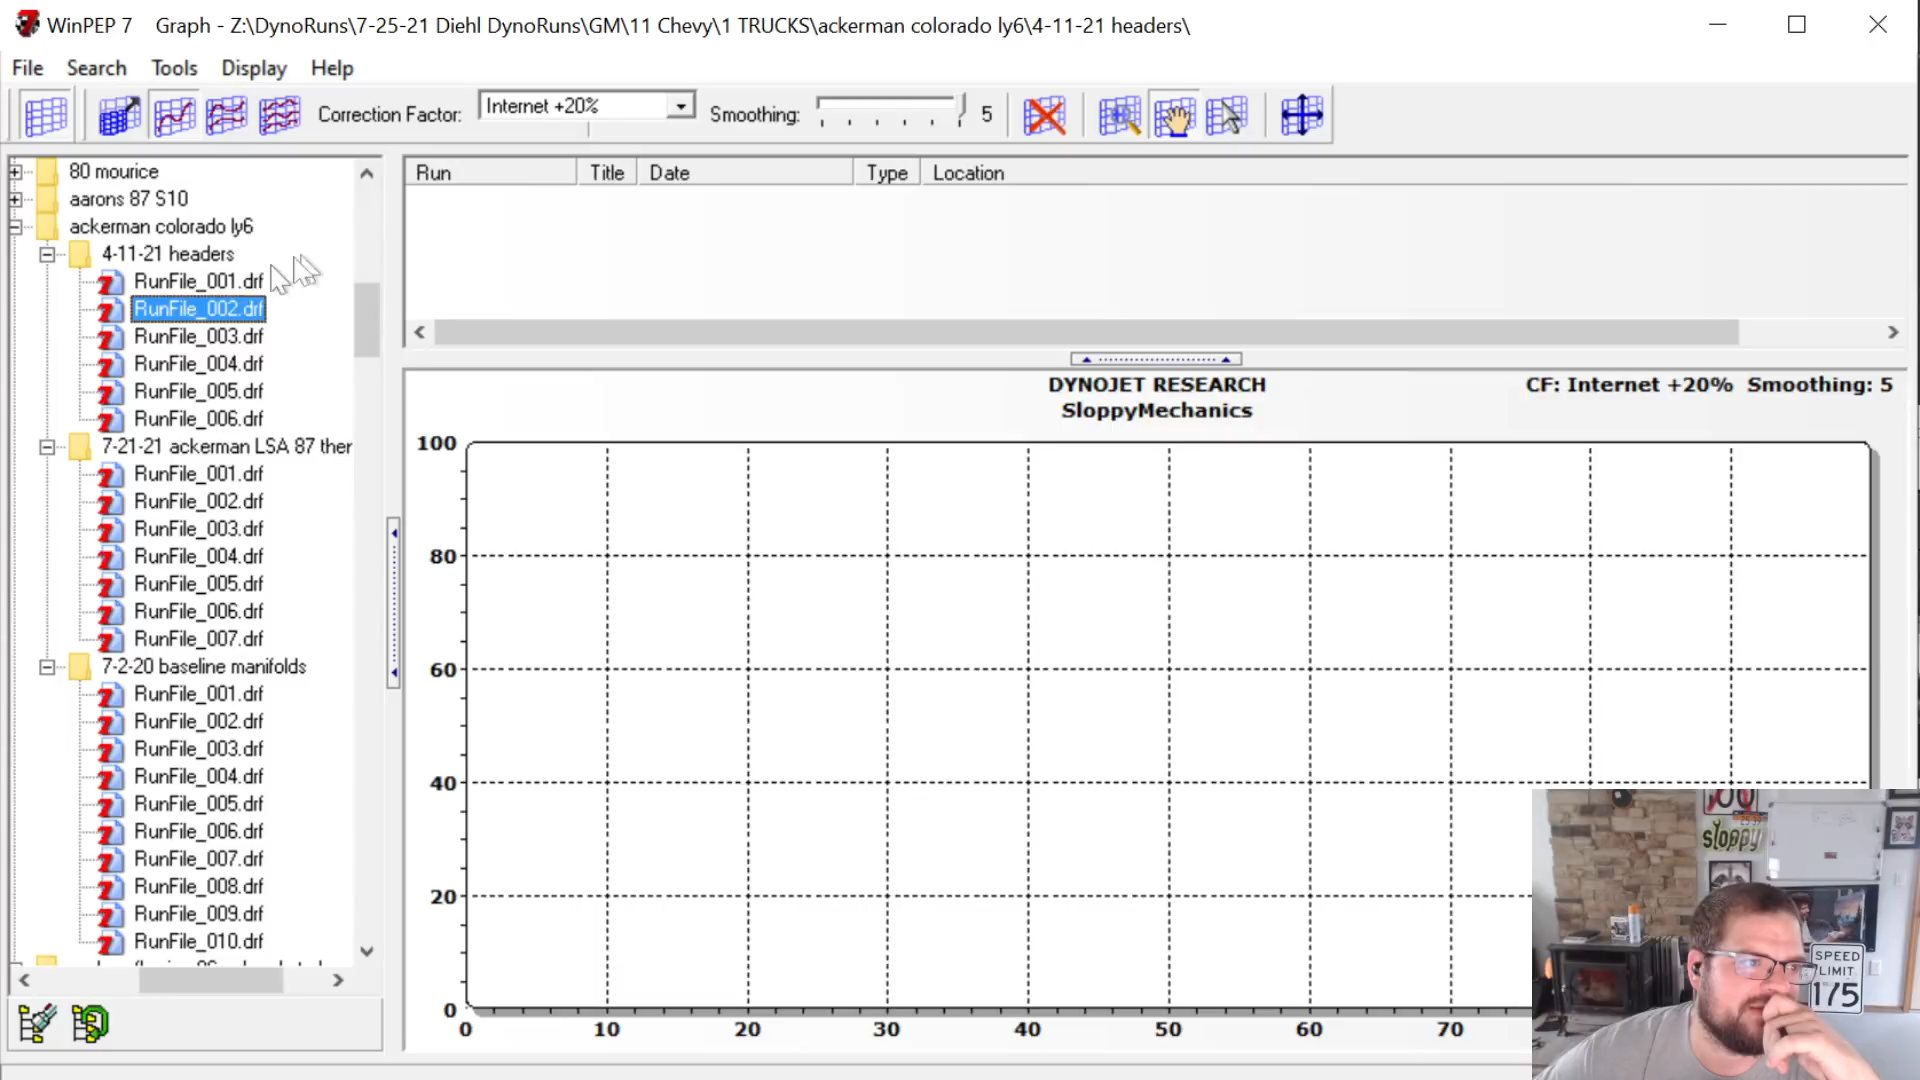 WinPEP 7 Graph - Z:\DynoRuns\7-25-21 Diehl DynoRuns\GM\11 Chevy\1 TRUCKS\ackerman colorado ly6\4-11-21 headers\
File Search Tools Display Help
Correction Factor: Internet +20% Smoothing: 5
80 mourice
aarons 87 S10
ackerman colorado ly6
4-11-21 headers
RunFile_001.drf
RunFile_002.drf
RunFile_003.drf
RunFile_004.drf
RunFile_005.drf
RunFile_006.drf
7-21-21 ackerman LSA 87 ther
RunFile_001.drf
RunFile_002.drf
RunFile_003.drf
RunFile_004.drf
RunFile_005.drf
RunFile_006.drf
RunFile_007.drf
7-2-20 baseline manifolds
RunFile_001.drf
RunFile_002.drf
RunFile_003.drf
RunFile_004.drf
RunFile_005.drf
RunFile_006.drf
RunFile_007.drf
RunFile_008.drf
RunFile_009.drf
RunFile_010.drf
Run Title Date Type Location
DYNOJET RESEARCH
SloppyMechanics
CF: Internet +20% Smoothing: 5
100
80
60
40
20
0
0 10 20 30 40 50 60 70
sloppy
SPEED
LIMIT
175